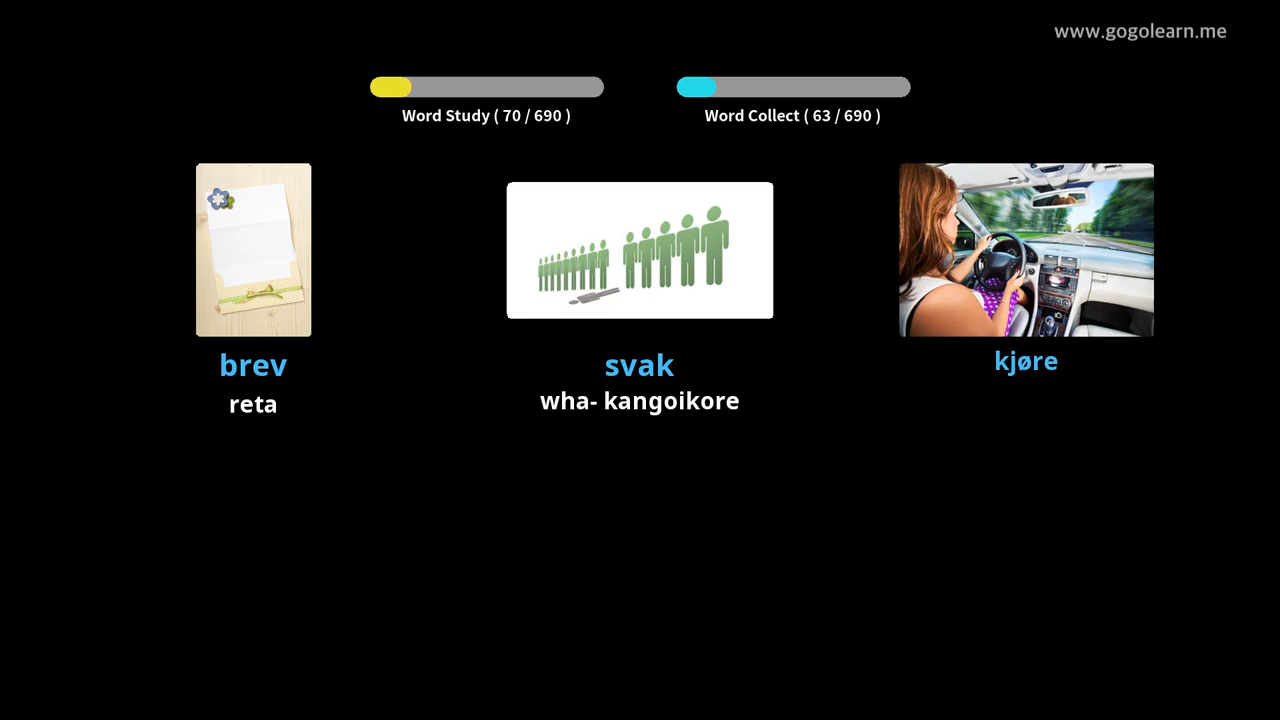 www.gogolearn.me
Word Study ( 70 / 690 )
Word Collect ( 63 / 690 )
brev
reta
svak
wha- kangoikore
kjøre